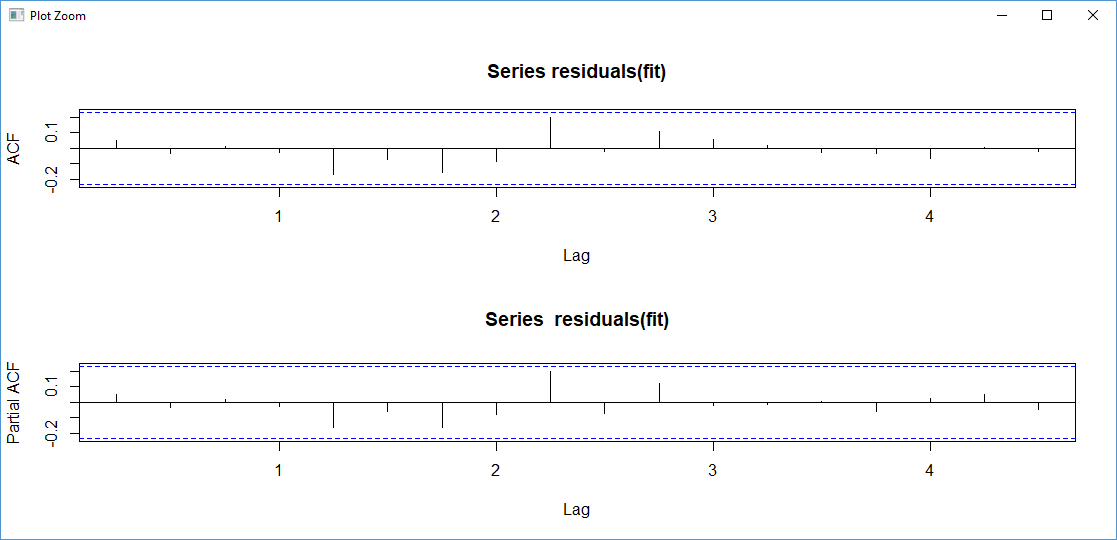 Plot Zoom
Series residuals(fit)
ACF
0.1
-0.2
1 2 3 4
Lag
Series  residuals(fit)
Partial ACF
0.1
-0.2
1 2 3 4
Lag